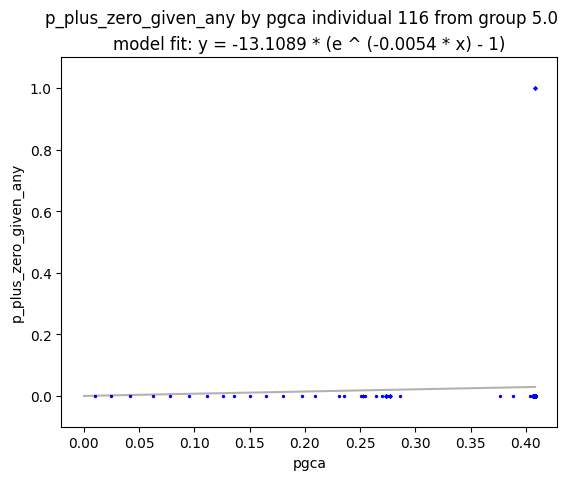 p_plus_zero_given_any by pgca individual 116 from group 5.0
model fit: y = -13.1089 * (e ^ (-0.0054 * x) - 1)
1.0
0.8
0.6
0.4
0.2
0.0
p_plus_zero_given_any
0.00 0.05 0.10 0.15 0.20 0.25 0.30 0.35 0.40
pgca